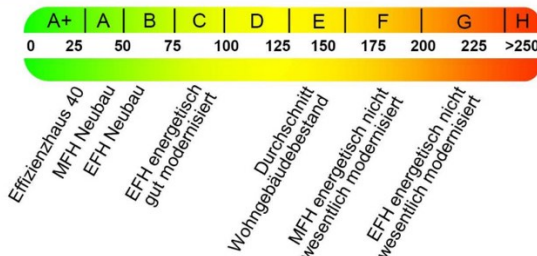 A+ A B C D E F G H
0 25 50 75 100 125 150 175 200 225 >250
Effizienzhaus 40
MFH Neubau
EFH Neubau
EFH energetisch
gut modernisiert
Durchschnitt
Wohngebäudebestand
MFH energetisch nicht
wesentlich modernisiert
EFH energetisch nicht
wesentlich modernisiert